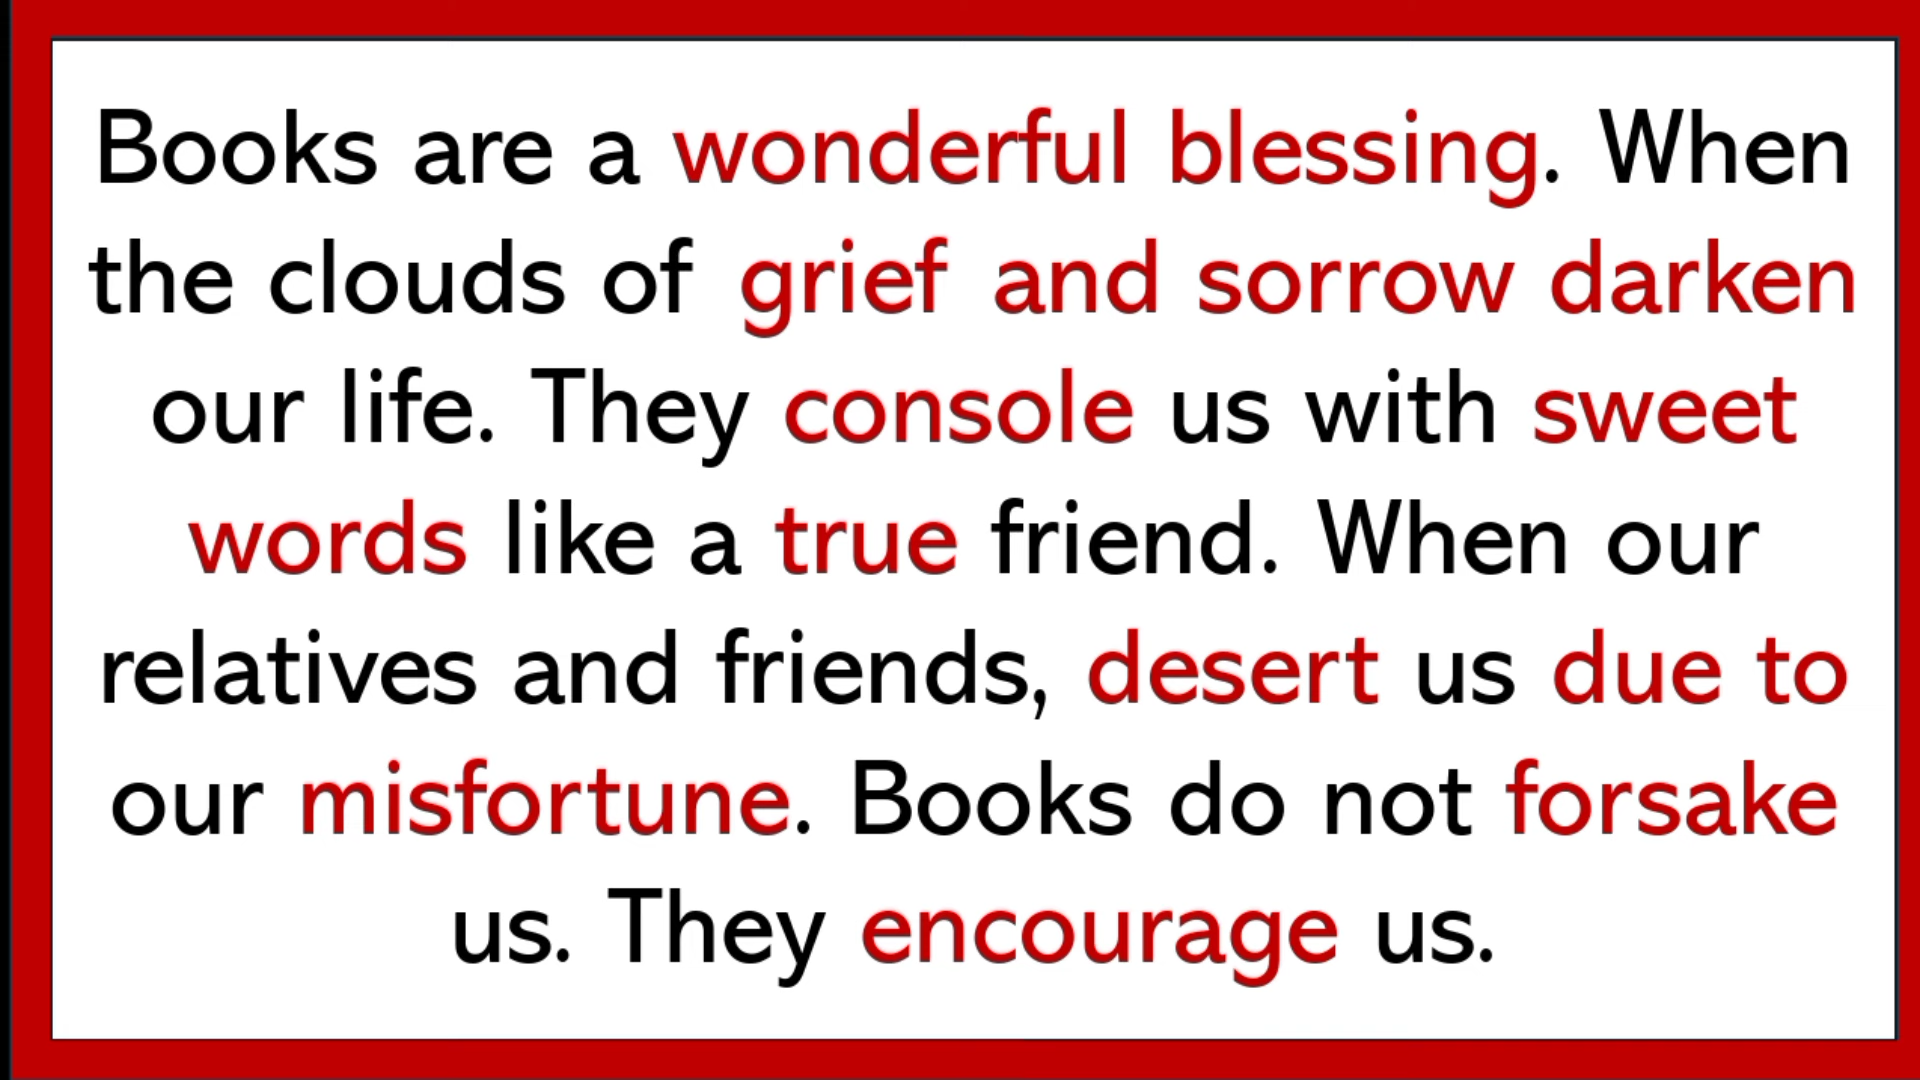 Books are a wonderful blessing. When
the clouds of grief and sorrow darken
our life. They console us with sweet
words like a true friend. When our
relatives and friends, desert us due to
our misfortune. Books do not forsake
us. They encourage us.